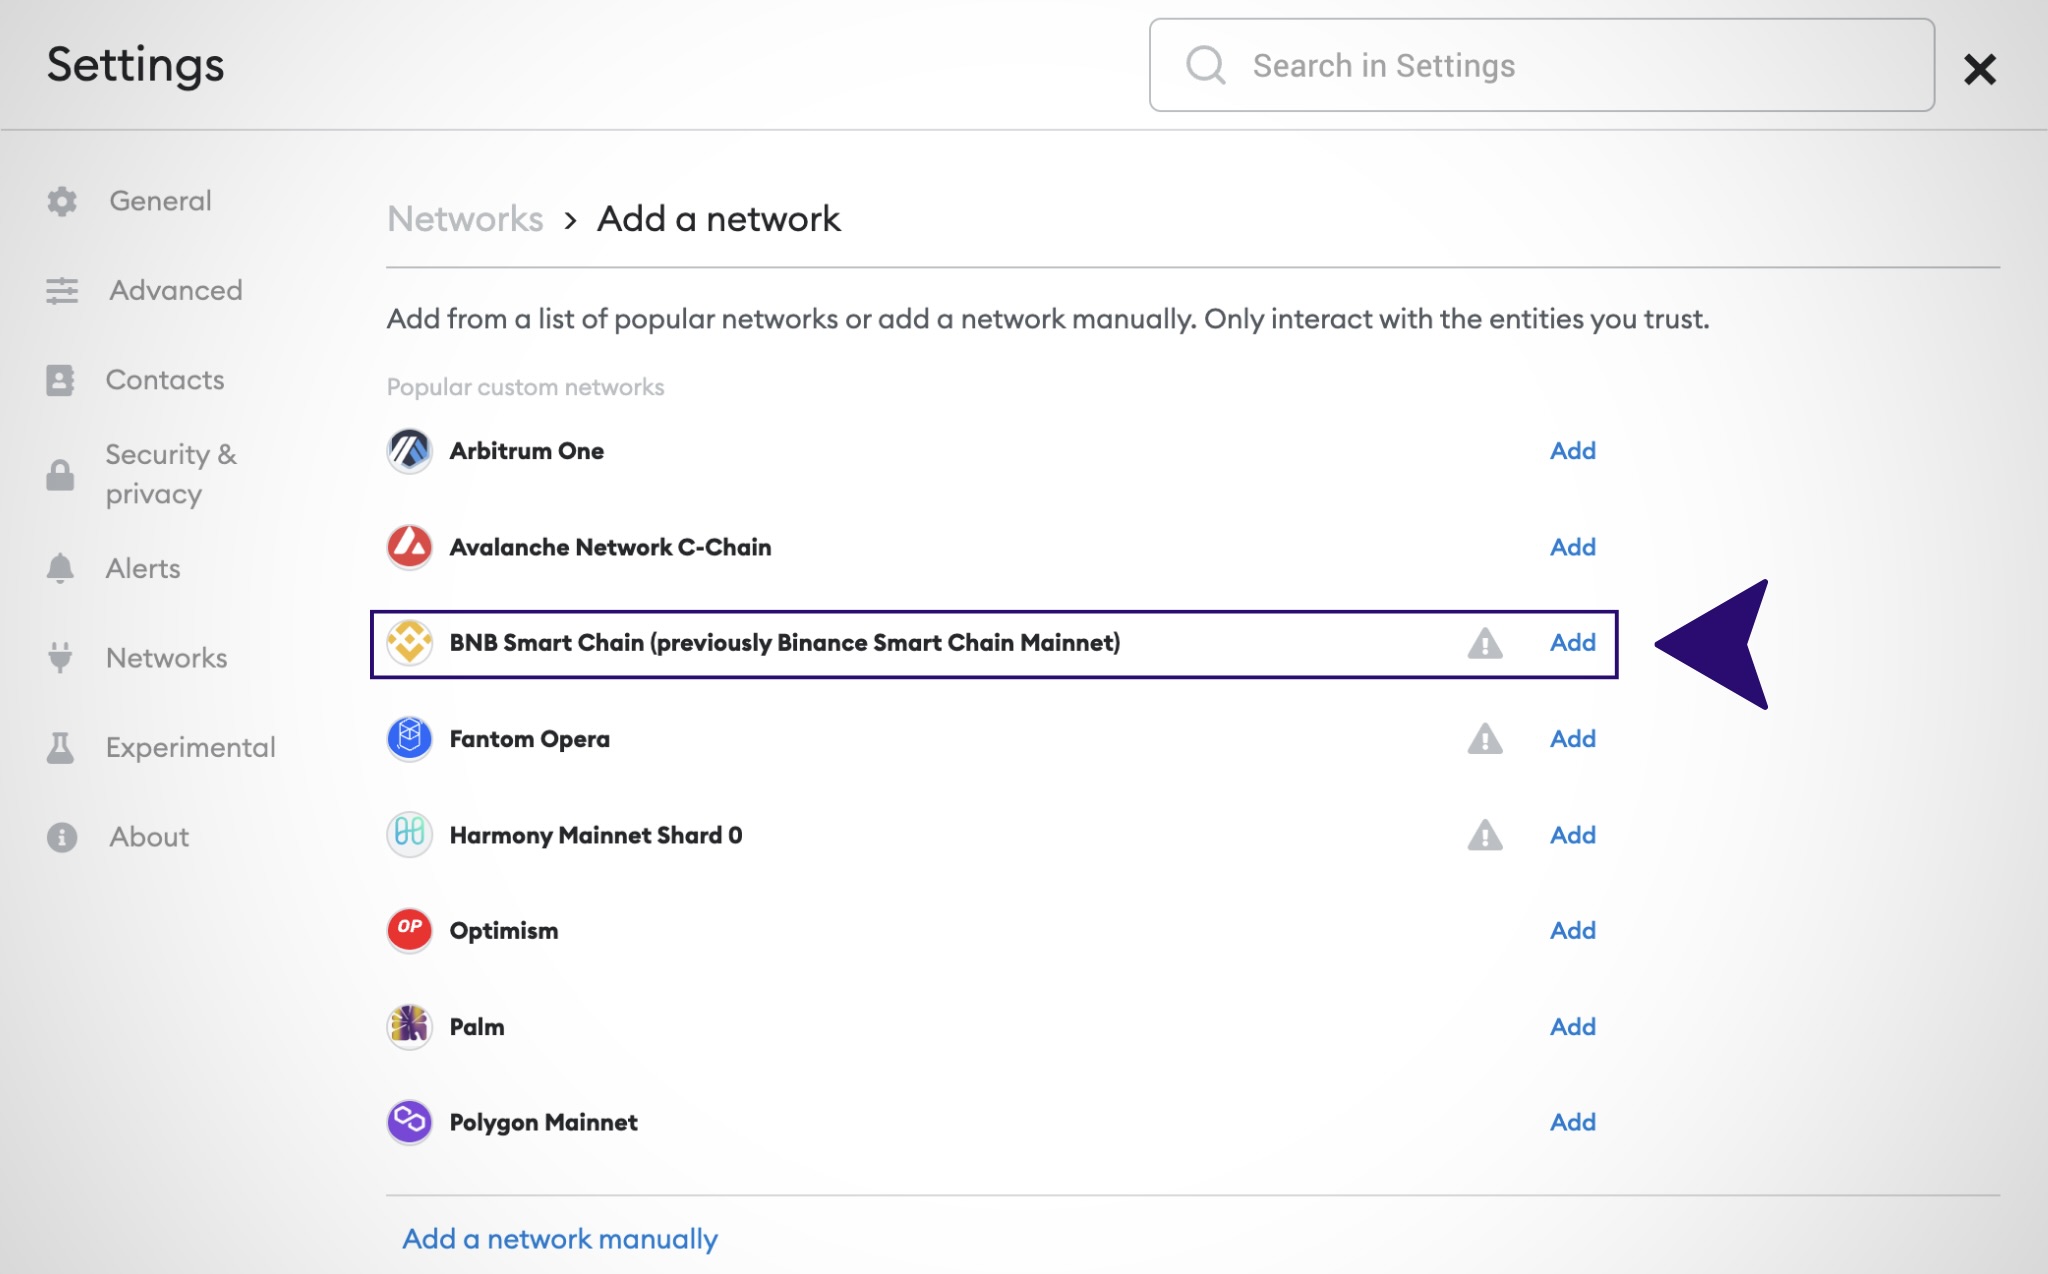 Settings
Search in Settings
General
Advanced
Contacts
Security &
privacy
Alerts
Networks
Experimental
About
Networks > Add a network
Add from a list of popular networks or add a network manually. Only interact with the entities you trust.
Popular custom networks
Arbitrum One Add
Avalanche Network C-Chain Add
BNB Smart Chain (previously Binance Smart Chain Mainnet) Add
Fantom Opera Add
Harmony Mainnet Shard 0 Add
OP Optimism Add
Palm Add
Polygon Mainnet Add
Add a network manually